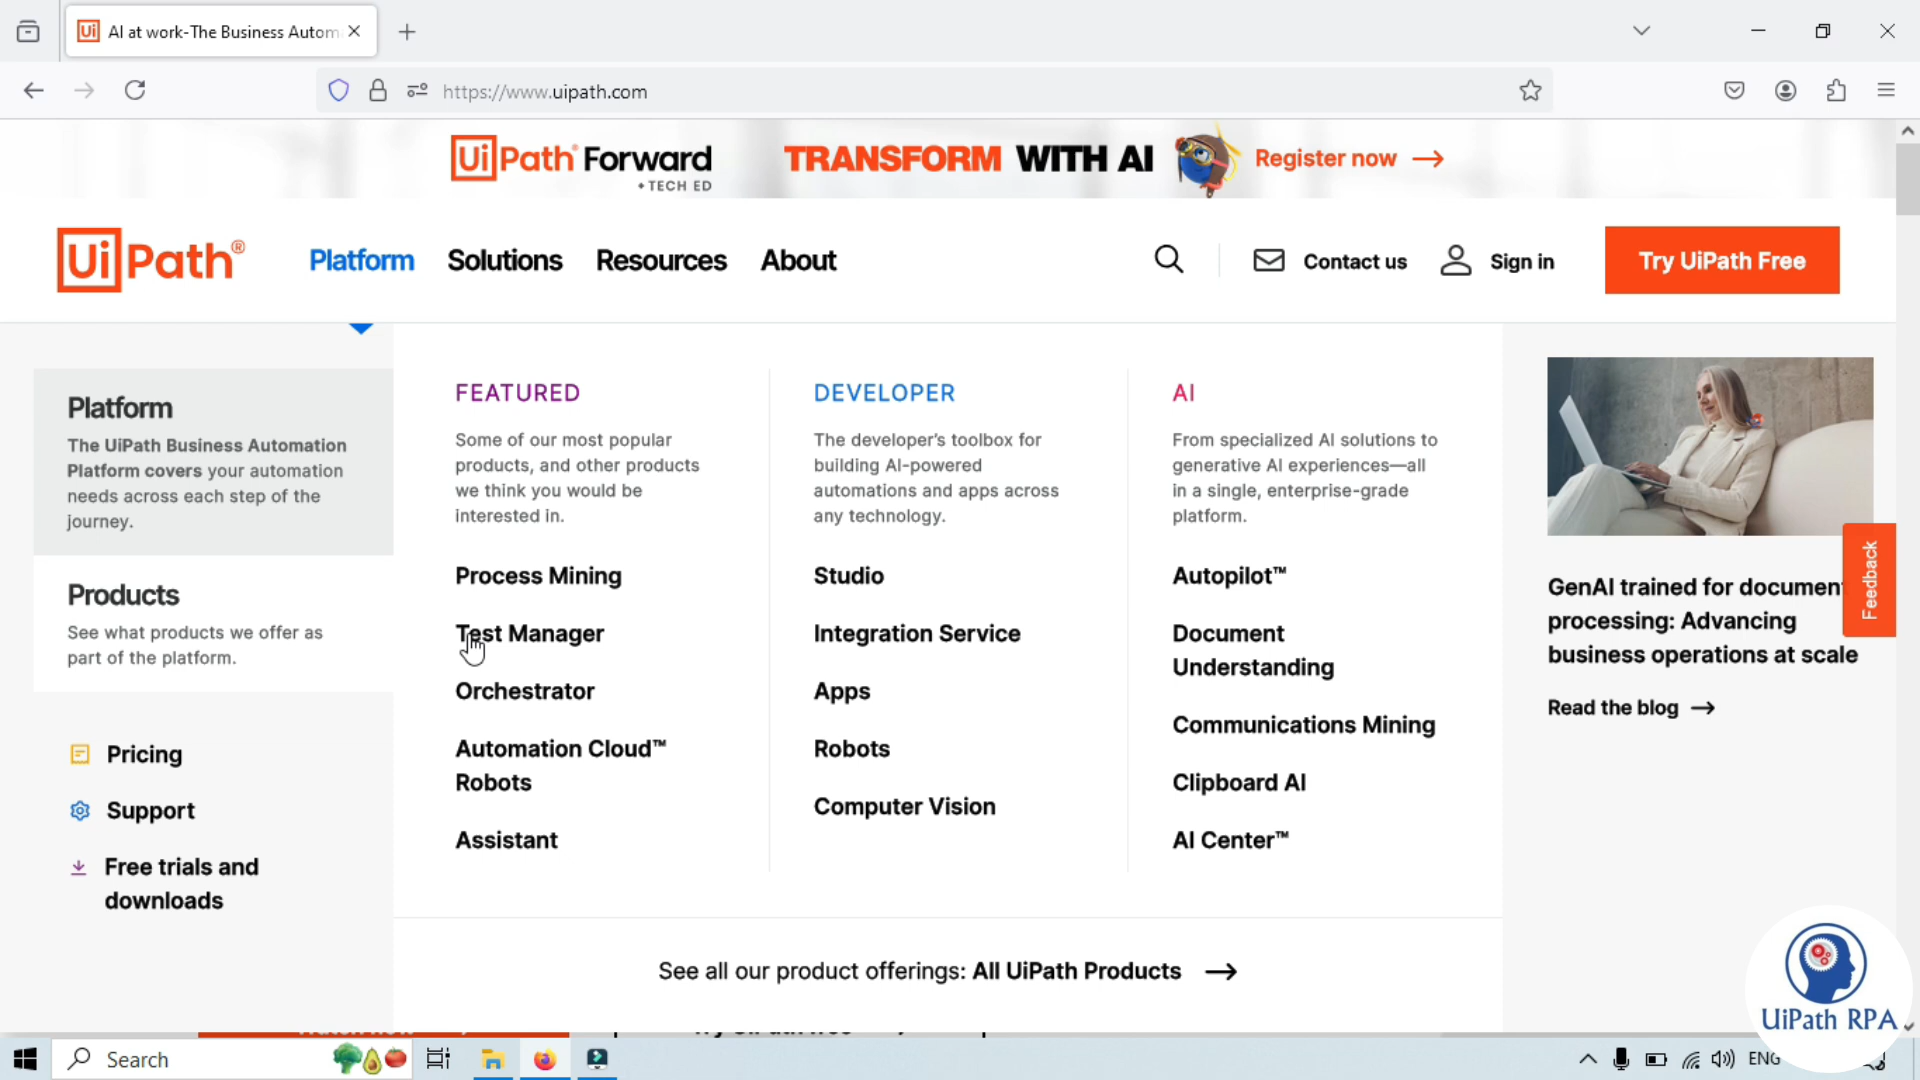 AI at work-The Business Autom
https://www.uipath.com
UiPath Forward
+ TECH ED
TRANSFORM WITH AI
Register now
UiPath®
Platform
Solutions
Resources
About
Contact us
Sign in
Try UiPath Free
Platform
The UiPath Business Automation
Platform covers your automation
needs across each step of the
journey.
Products
See what products we offer as
part of the platform.
Pricing
Support
Free trials and
downloads
FEATURED
Some of our most popular
products, and other products
we think you would be
interested in.
Process Mining
Test Manager
Orchestrator
Automation Cloud™
Robots
Assistant
DEVELOPER
The developer's toolbox for
building AI-powered
automations and apps across
any technology.
Studio
Integration Service
Apps
Robots
Computer Vision
AI
From specialized AI solutions to
generative AI experiences—all
in a single, enterprise-grade
platform.
Autopilot™
Document
Understanding
Communications Mining
Clipboard AI
AI Center™
GenAI trained for document
processing: Advancing
business operations at scale
Read the blog
Feedback
See all our product offerings: All UiPath Products
UiPath RPA
Search
ENG